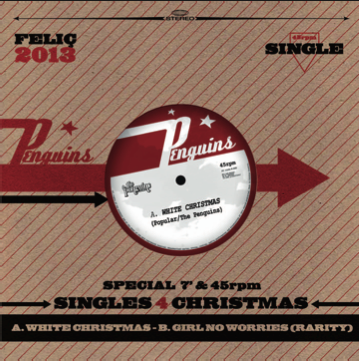 STEREO
FELIÇ
2013
45rpm
SINGLE
Penguins
Penguins
45rpm
A. WHITE CHRISTMAS
(Popular/The Penguins)
SPECIAL 7" & 45rpm
SINGLES 4 CHRISTMAS
A. WHITE CHRISTMAS - B. GIRL NO WORRIES (RARITY)